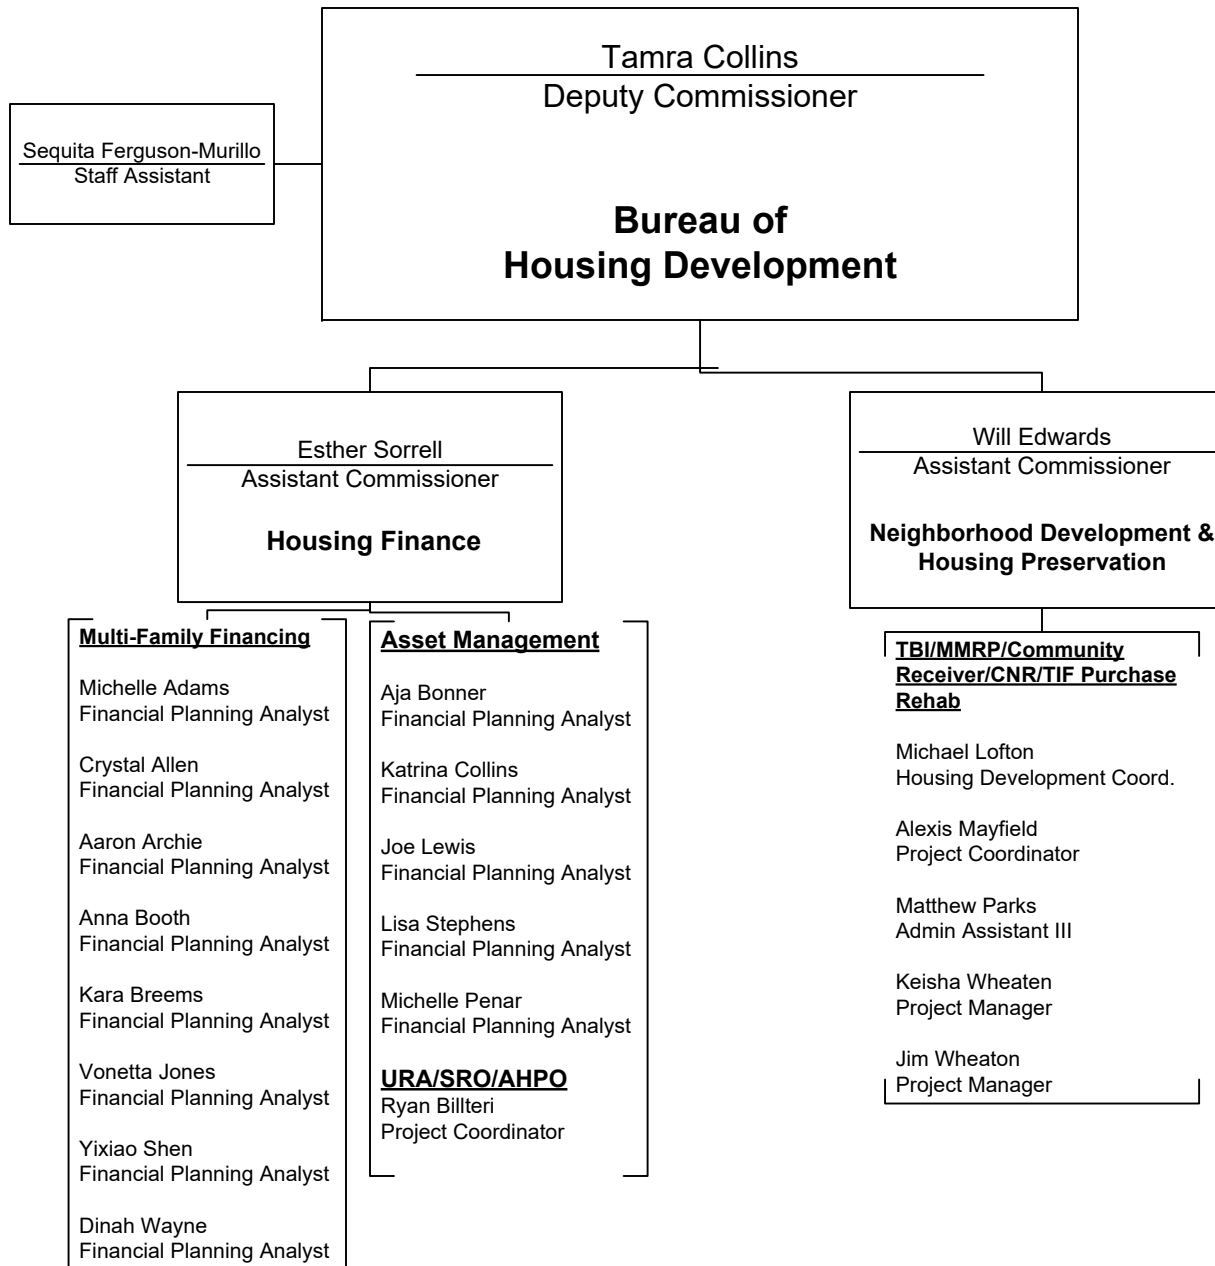 Tamra Collins
Deputy Commissioner
Sequita Ferguson-Murillo
Staff Assistant
Bureau of
Housing Development
Esther Sorrell
Assistant Commissioner
Housing Finance
Will Edwards
Assistant Commissioner
Neighborhood Development &
Housing Preservation
Multi-Family Financing
Michelle Adams
Financial Planning Analyst
Crystal Allen
Financial Planning Analyst
Aaron Archie
Financial Planning Analyst
Anna Booth
Financial Planning Analyst
Kara Breems
Financial Planning Analyst
Vonetta Jones
Financial Planning Analyst
Yixiao Shen
Financial Planning Analyst
Dinah Wayne
Financial Planning Analyst
Asset Management
Aja Bonner
Financial Planning Analyst
Katrina Collins
Financial Planning Analyst
Joe Lewis
Financial Planning Analyst
Lisa Stephens
Financial Planning Analyst
Michelle Penar
Financial Planning Analyst
URA/SRO/AHPO
Ryan Billteri
Project Coordinator
TBI/MMRP/Community
Receiver/CNR/TIF Purchase
Rehab
Michael Lofton
Housing Development Coord.
Alexis Mayfield
Project Coordinator
Matthew Parks
Admin Assistant III
Keisha Wheaten
Project Manager
Jim Wheaton
Project Manager